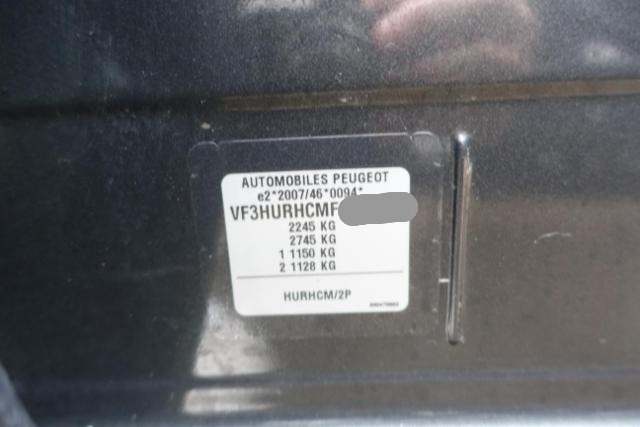 AUTOMOBILES PEUGEOT
e2*2007/46*0094*
VF3HURHCMF
2245 KG
2745 KG
1 1150 KG
2 1128 KG
HURHCM/2P